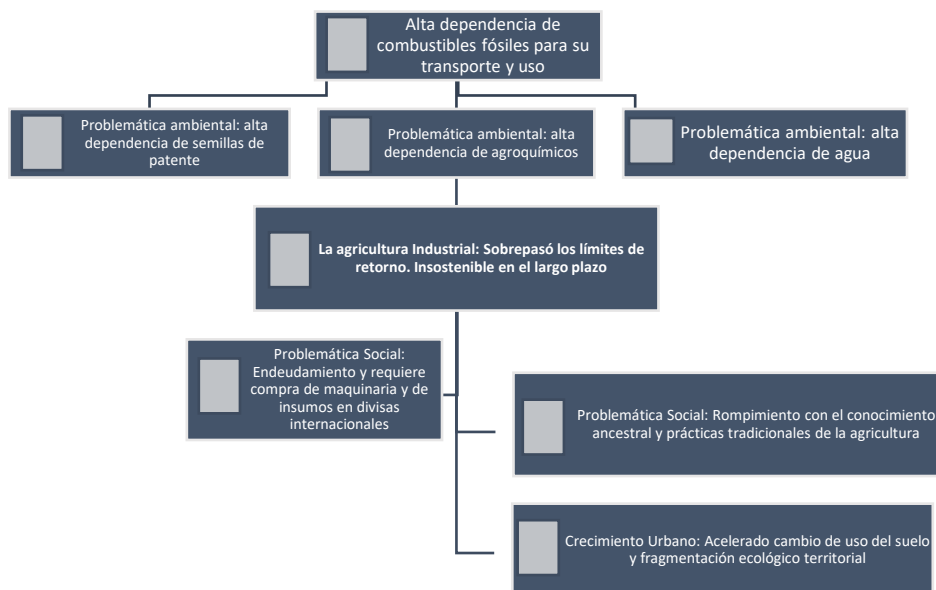 Alta dependencia de
combustibles fósiles para su
transporte y uso
Problemática ambiental: alta
dependencia de semillas de
patente
Problemática ambiental: alta
dependencia de agroquímicos
Problemática ambiental: alta
dependencia de agua
La agricultura Industrial: Sobrepasó los límites de
retorno. Insostenible en el largo plazo
Problemática Social:
Endeudamiento y requiere
compra de maquinaria y de
insumos en divisas
internacionales
Problemática Social: Rompimiento con el conocimiento
ancestral y prácticas tradicionales de la agricultura
Crecimiento Urbano: Acelerado cambio de uso del suelo
y fragmentación ecológico territorial